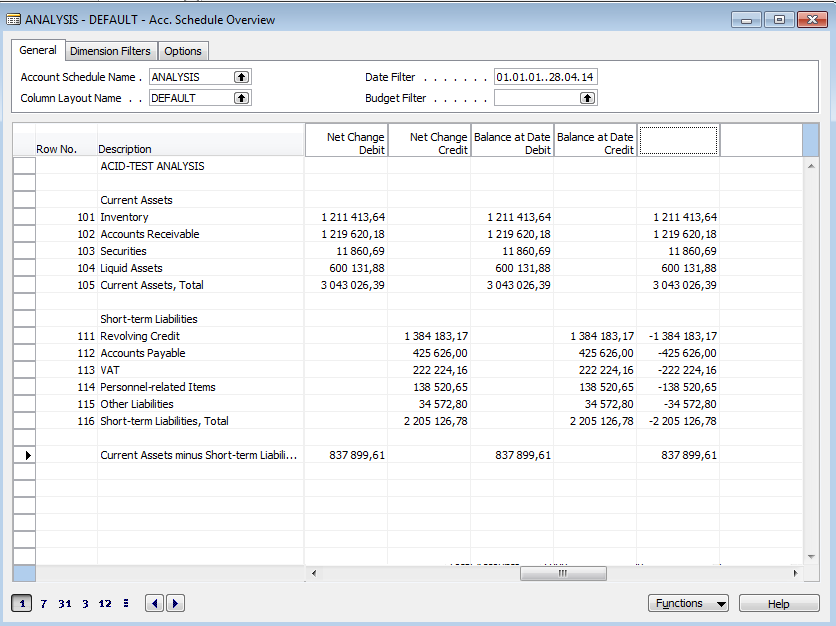 ANALYSIS - DEFAULT - Acc. Schedule Overview
General Dimension Filters Options
Account Schedule Name . ANALYSIS Date Filter . . . . . . . 01.01.01..28.04.14
Column Layout Name . . DEFAULT Budget Filter . . . . . .
Net Change Net Change Balance at Date Balance at Date
Row No. Description Debit Credit Debit Credit
ACID-TEST ANALYSIS
Current Assets
101 Inventory 1 211 413,64 1 211 413,64 1 211 413,64
102 Accounts Receivable 1 219 620,18 1 219 620,18 1 219 620,18
103 Securities 11 860,69 11 860,69 11 860,69
104 Liquid Assets 600 131,88 600 131,88 600 131,88
105 Current Assets, Total 3 043 026,39 3 043 026,39 3 043 026,39
Short-term Liabilities
111 Revolving Credit 1 384 183,17 1 384 183,17 -1 384 183,17
112 Accounts Payable 425 626,00 425 626,00 -425 626,00
113 VAT 222 224,16 222 224,16 -222 224,16
114 Personnel-related Items 138 520,65 138 520,65 -138 520,65
115 Other Liabilities 34 572,80 34 572,80 -34 572,80
116 Short-term Liabilities, Total 2 205 126,78 2 205 126,78 -2 205 126,78
Current Assets minus Short-term Liabili... 837 899,61 837 899,61 837 899,61
1 7 31 3 12 Functions Help